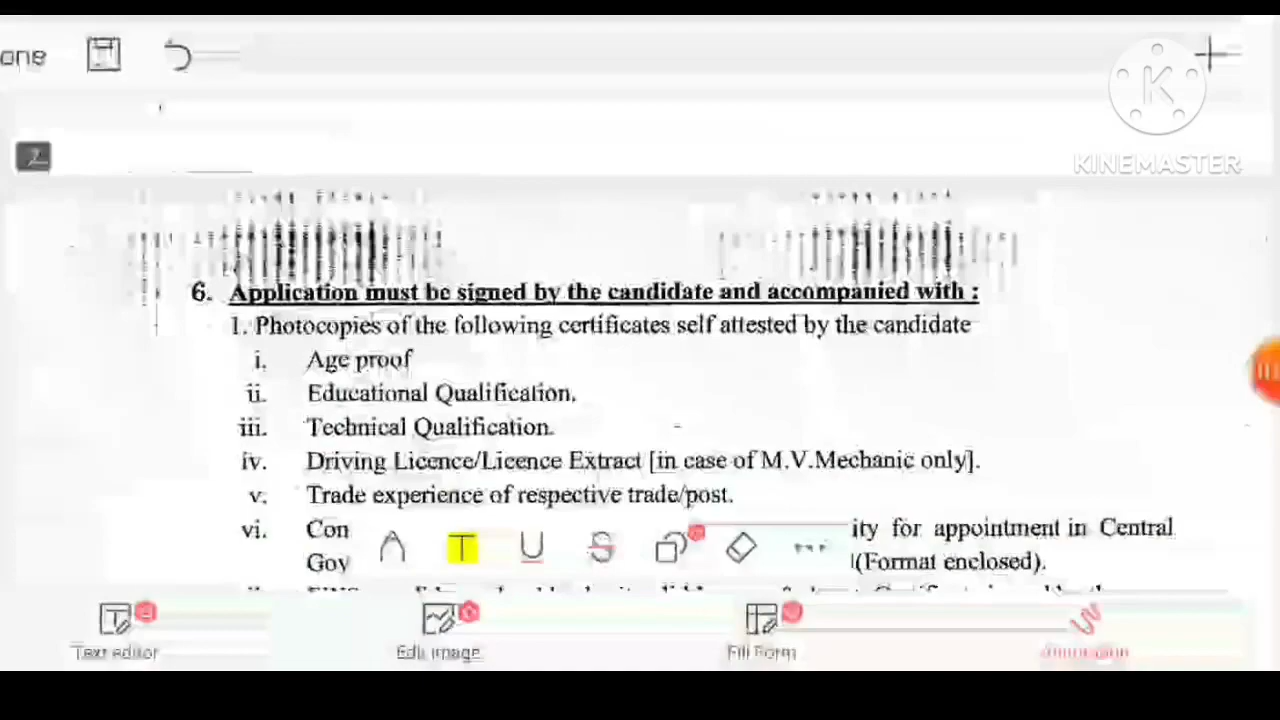 one
KINEMASTER
6. Application must be signed by the candidate and accompanied with :
1. Photocopies of the following certificates self attested by the candidate
i. Age proof
ii. Educational Qualification.
iii. Technical Qualification.
iv. Driving Licence/Licence Extract [in case of M.V.Mechanic only].
v. Trade experience of respective trade/post.
vi. Con ity for appointment in Central
Gov (Format enclosed).
Text editor Edit image Fill Form Annotation